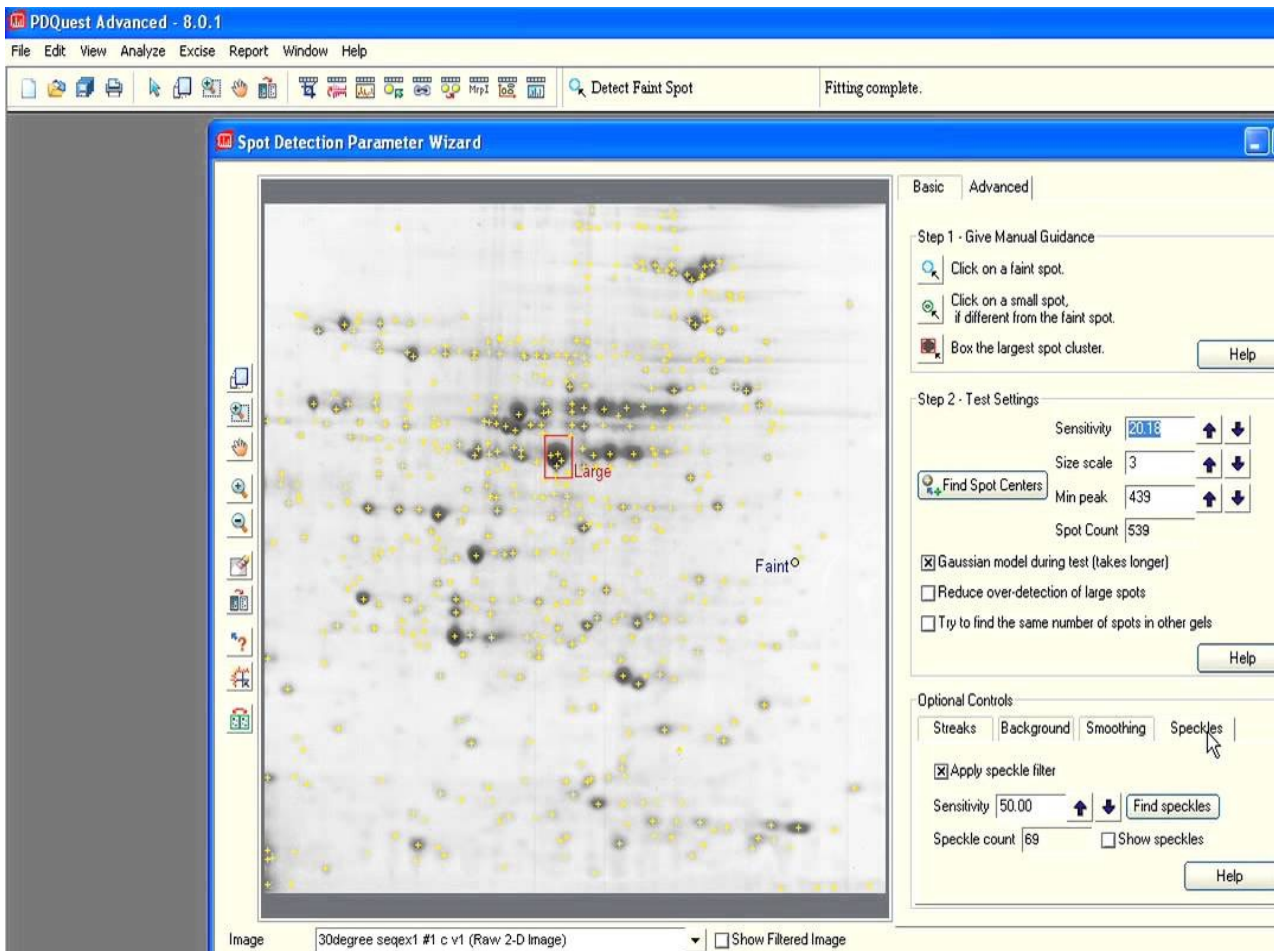 PDQuest Advanced - 8.0.1
File Edit View Analyze Excise Report Window Help
MrpI Detect Faint Spot Fitting complete.
Spot Detection Parameter Wizard
Basic Advanced
Step 1 - Give Manual Guidance
Click on a faint spot.
Click on a small spot,
if different from the faint spot.
Box the largest spot cluster.
Help
Step 2 - Test Settings
Sensitivity 20.18
Size scale 3
Find Spot Centers
Min peak 439
Spot Count 539
Gaussian model during test (takes longer)
Reduce over-detection of large spots
Try to find the same number of spots in other gels
Help
Large
Faint
Optional Controls
Streaks Background Smoothing Speckles
Apply speckle filter
Sensitivity 50.00 Find speckles
Speckle count 69 Show speckles
Help
Image 30degree seqex1 #1 c v1 (Raw 2-D Image) Show Filtered Image